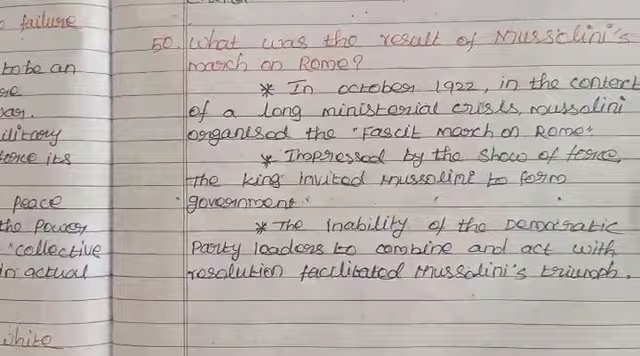 failure
to be an
re
war.
military
force its
peace
the power
"collective
in actual
white
50. What was the result of Mussolini's
march on Rome?
* In october 1922, in the context
of a long ministerial crisis, mussolini
organised the "Fascit march on Rome"
* Impressed by the show of force,
the king invited Mussolini to form
government.
* The inability of the Democratic
Party leaders to combine and act with
resolution facilitated Mussolini's triumph.